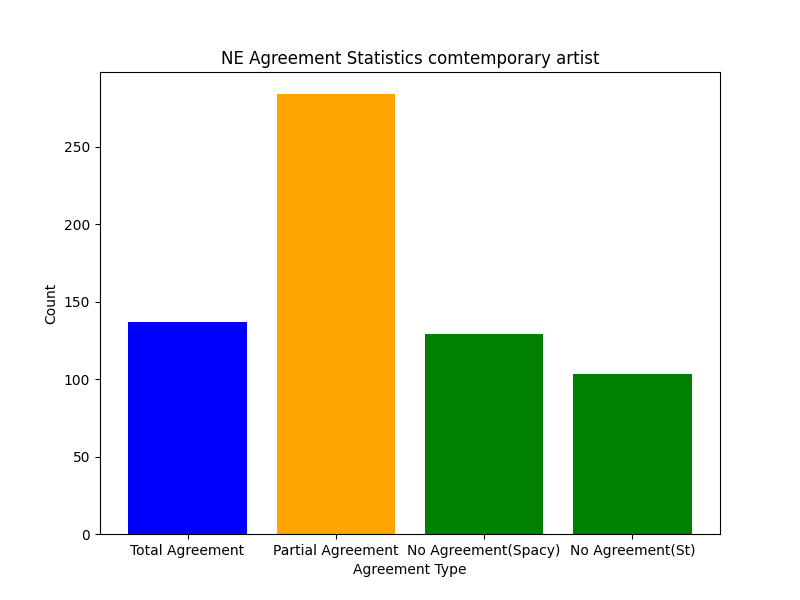 NE Agreement Statistics comtemporary artist
250
200
150
100
50
0
Count
Total Agreement
Partial Agreement
No Agreement(Spacy)
No Agreement(St)
Agreement Type